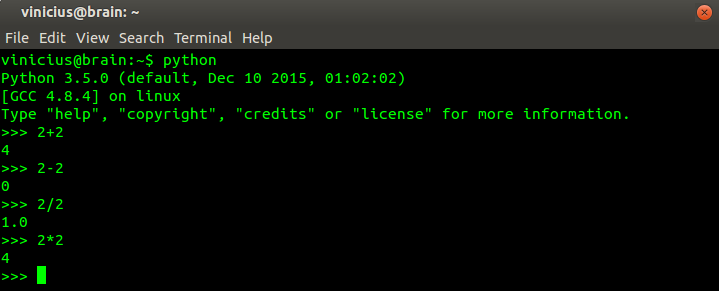 vinicius@brain: ~
File Edit View Search Terminal Help
vinicius@brain:~$ python
Python 3.5.0 (default, Dec 10 2015, 01:02:02)
[GCC 4.8.4] on linux
Type "help", "copyright", "credits" or "license" for more information.
>>> 2+2
4
>>> 2-2
0
>>> 2/2
1.0
>>> 2*2
4
>>>